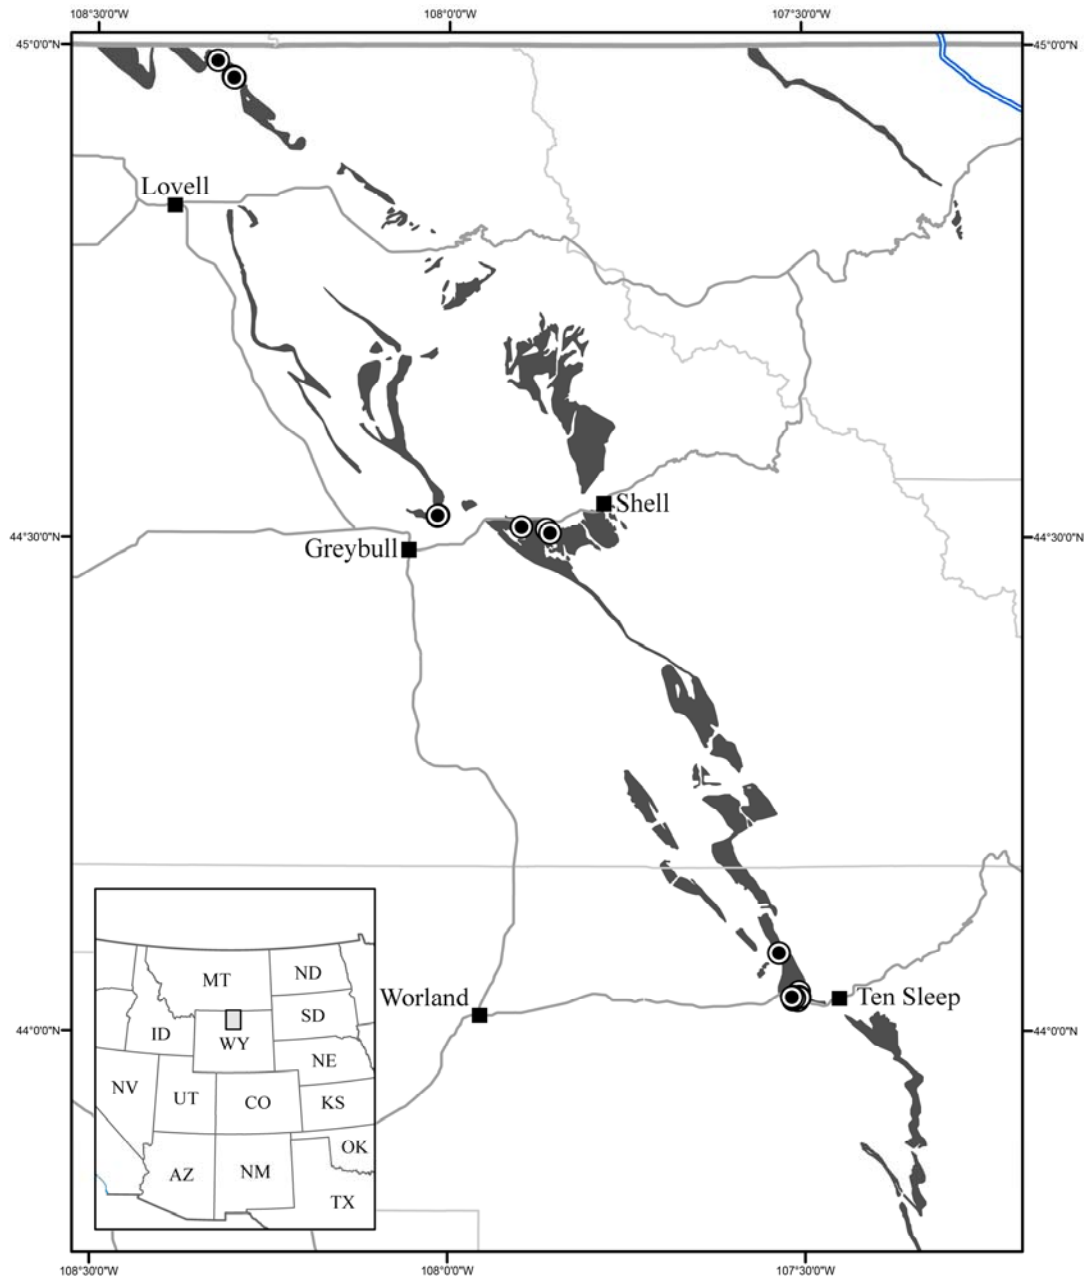 108°30'0"W 108°0'0"W 107°30'0"W
45°0'0"N 45°0'0"N
Lovell
Shell
44°30'0"N Greybull 44°30'0"N
MT ND
Worland Ten Sleep
SD
ID WY
44°0'0"N 44°0'0"N
NE
NV UT CO KS
OK
AZ NM
TX
108°30'0"W 108°0'0"W 107°30'0"W